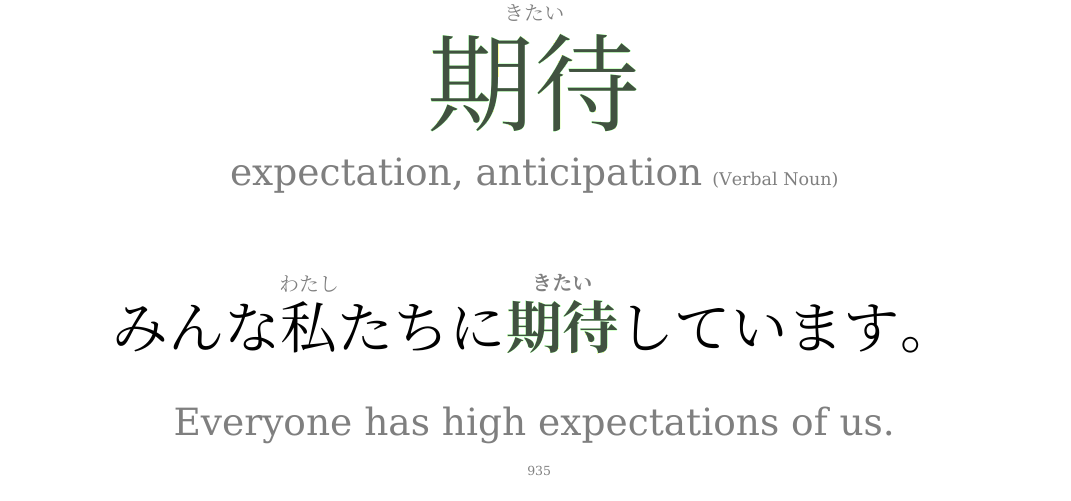 きたい
期待
expectation, anticipation (Verbal Noun)
わたし きたい
みんな私たちに期待しています。
Everyone has high expectations of us.
935